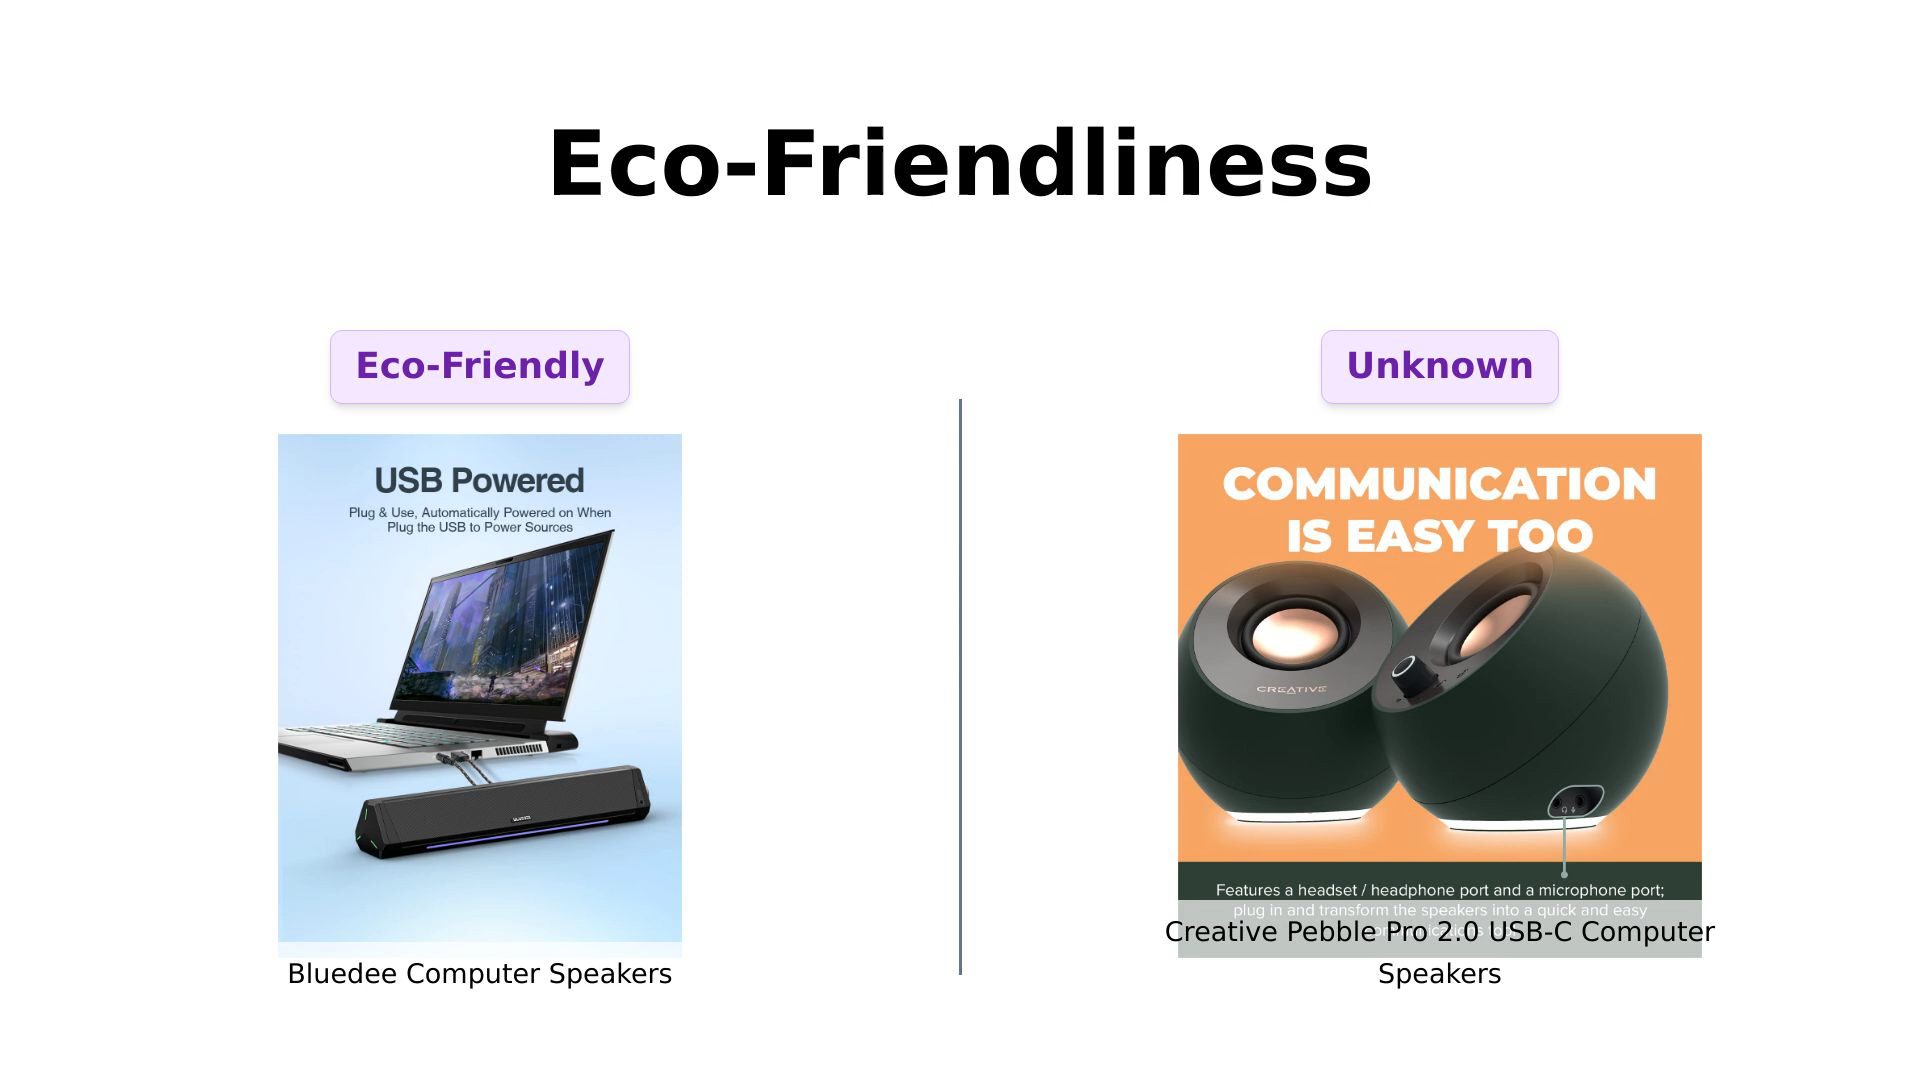 Eco-Friendliness
Eco-Friendly
USB Powered
Plug & Use, Automatically Powered on When
Plug the USB to Power Sources
Bluedee Computer Speakers
Unknown
COMMUNICATION
IS EASY TOO
CREATIVE
Features a headset / headphone port and a microphone port;
plug in and transform the speakers into a quick and easy
Creative Pebble Pro 2.0 USB-C Computer
Speakers